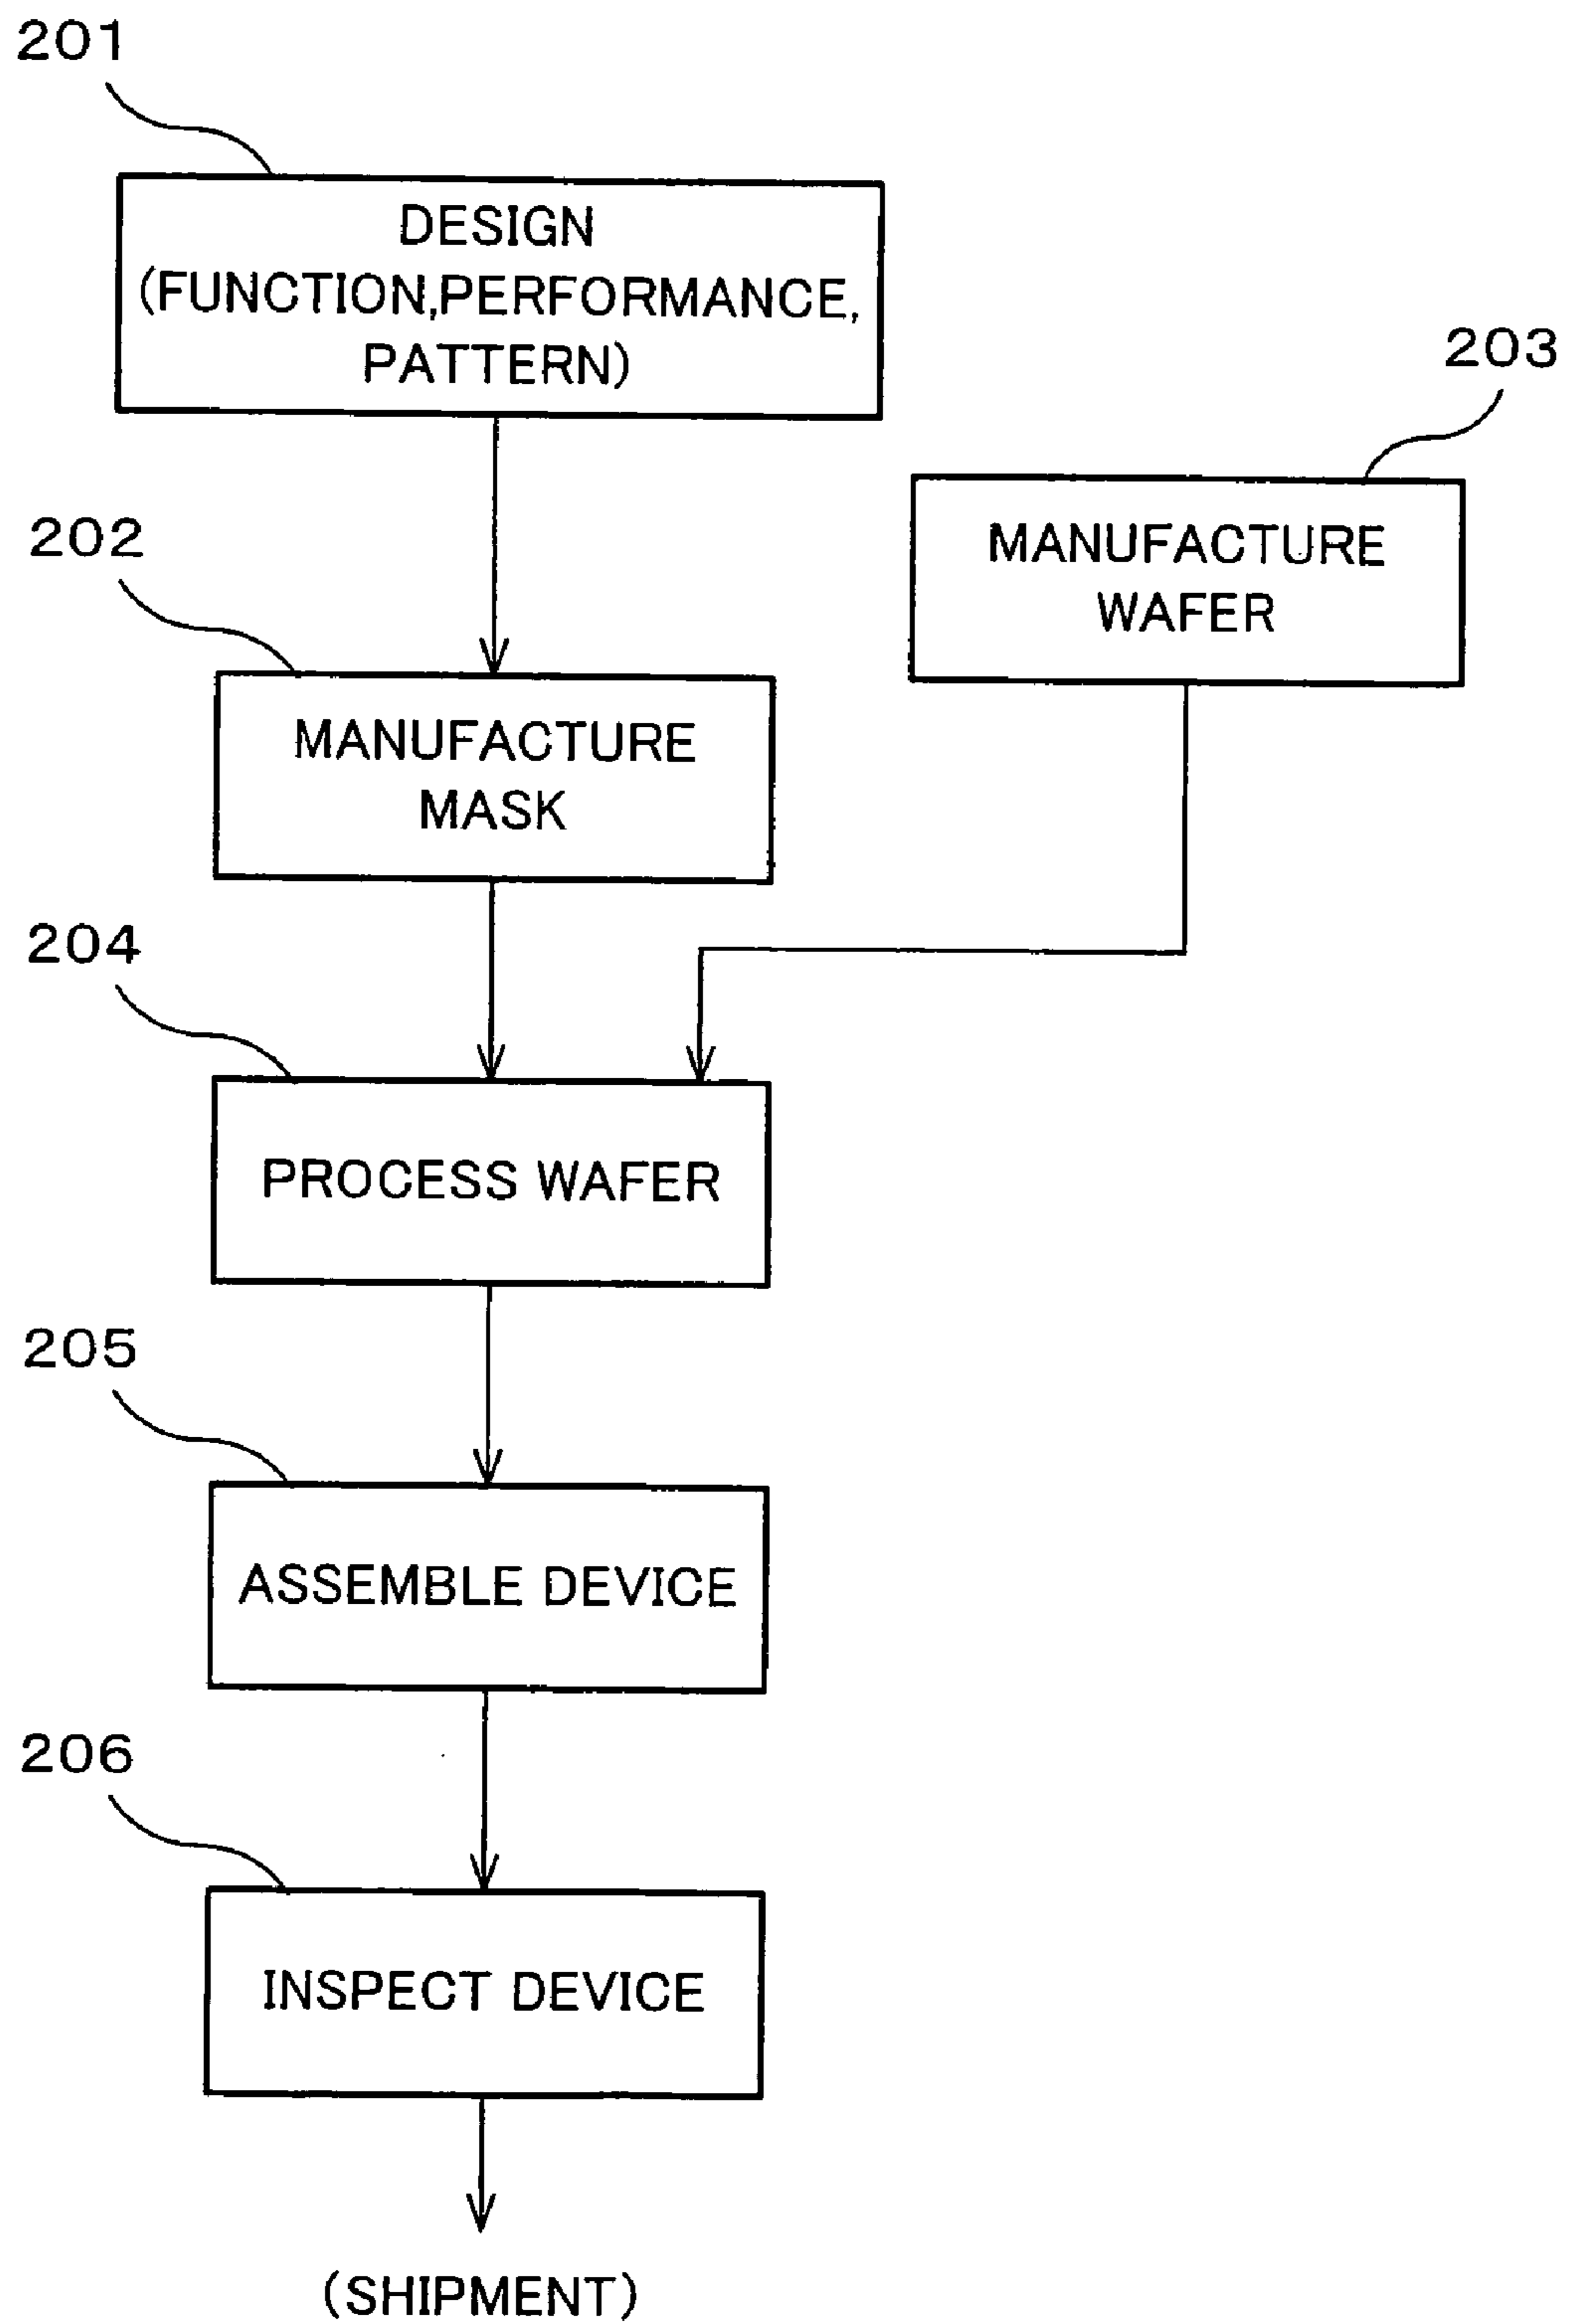 201
DESIGN
(FUNCTION,PERFORMANCE,
PATTERN)
203
MANUFACTURE
WAFER
202
MANUFACTURE
MASK
204
PROCESS WAFER
205
ASSEMBLE DEVICE
206
INSPECT DEVICE
(SHIPMENT)